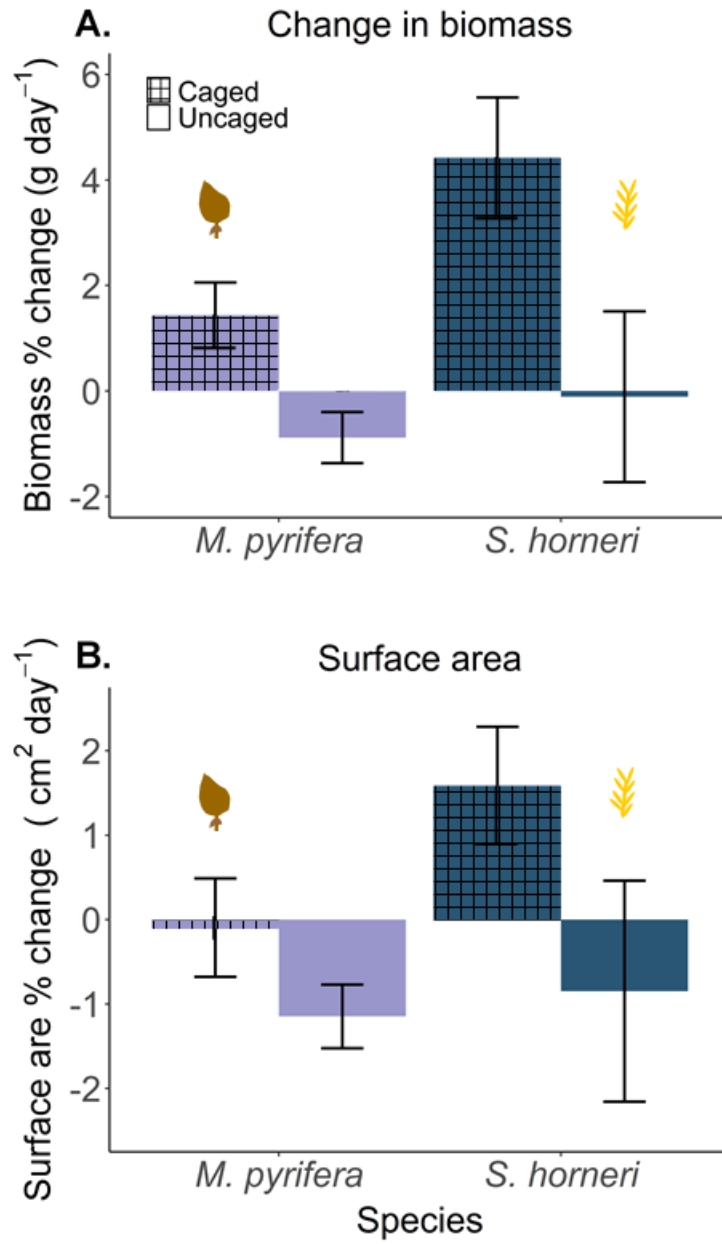 A. Change in biomass
Biomass % change (g day⁻¹)
6
4
2
0
-2
Caged
Uncaged
M. pyrifera S. horneri
B. Surface area
Surface are % change ( cm² day⁻¹)
2
1
0
-1
-2
M. pyrifera S. horneri
Species